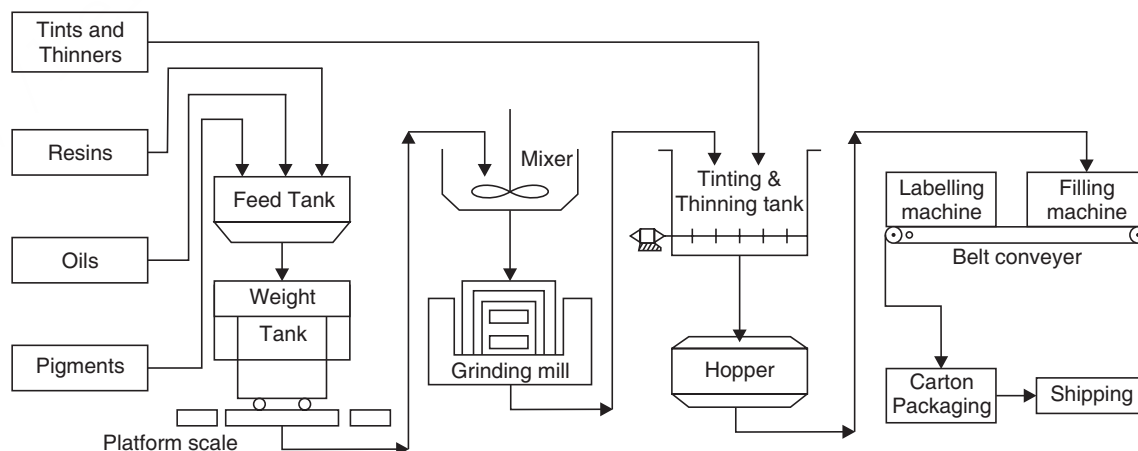 Tints and
Thinners
Resins
Oils
Pigments
Feed Tank
Weight
Tank
Platform scale
Mixer
Grinding mill
Tinting &
Thinning tank
Hopper
Labelling
machine
Filling
machine
Belt conveyer
Carton
Packaging
Shipping